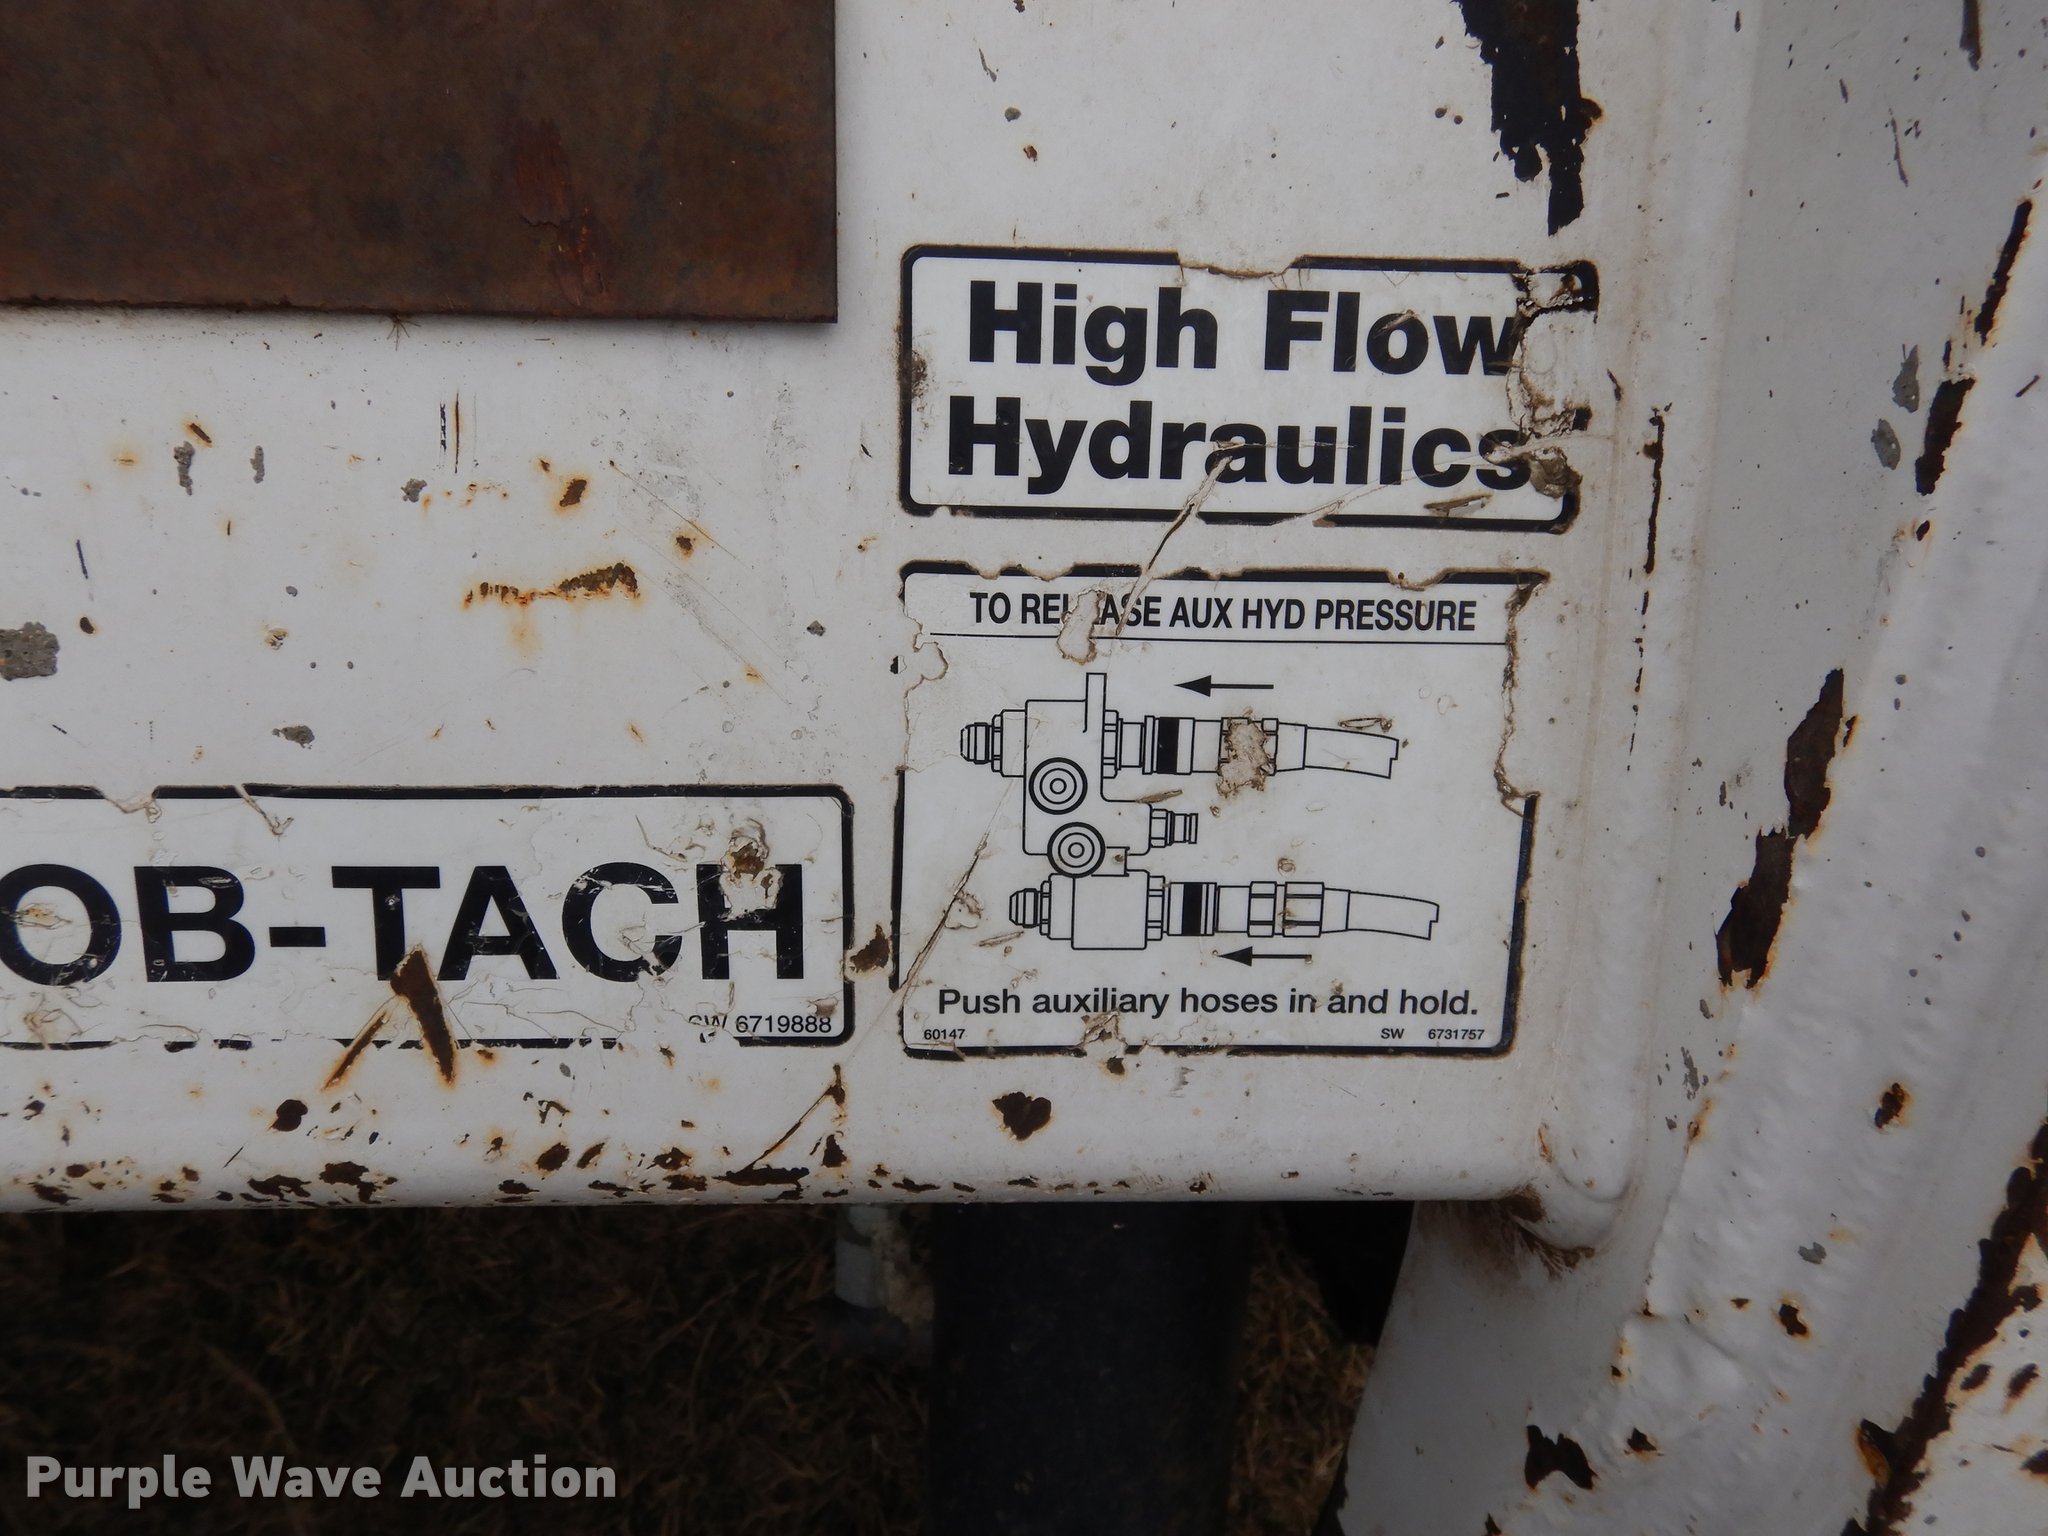 High Flow
Hydraulics
TO RELEASE AUX HYD PRESSURE
Push auxiliary hoses in and hold.
60147 SW 6731757
OB-TACH
SW 6719888
Purple Wave Auction